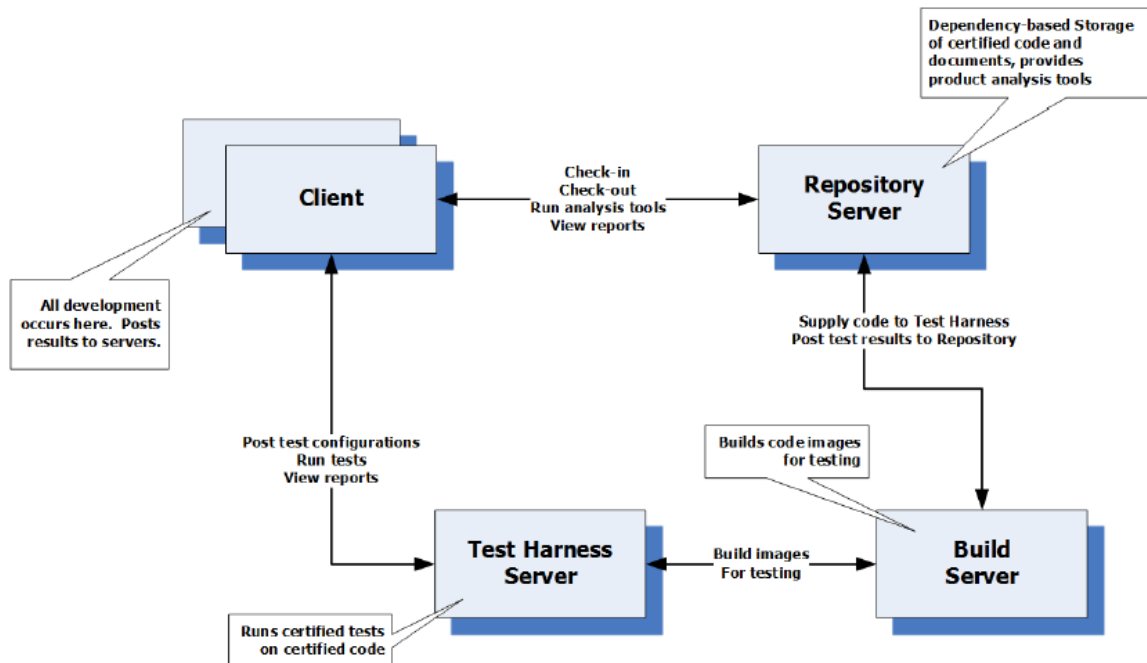 Dependency-based Storage
of certified code and
documents, provides
product analysis tools
Client
Check-in
Check-out
Run analysis tools
View reports
Repository
Server
All development
occurs here.  Posts
results to servers.
Supply code to Test Harness
Post test results to Repository
Post test configurations
Run tests
View reports
Builds code images
for testing
Test Harness
Server
Build images
For testing
Build
Server
Runs certified tests
on certified code